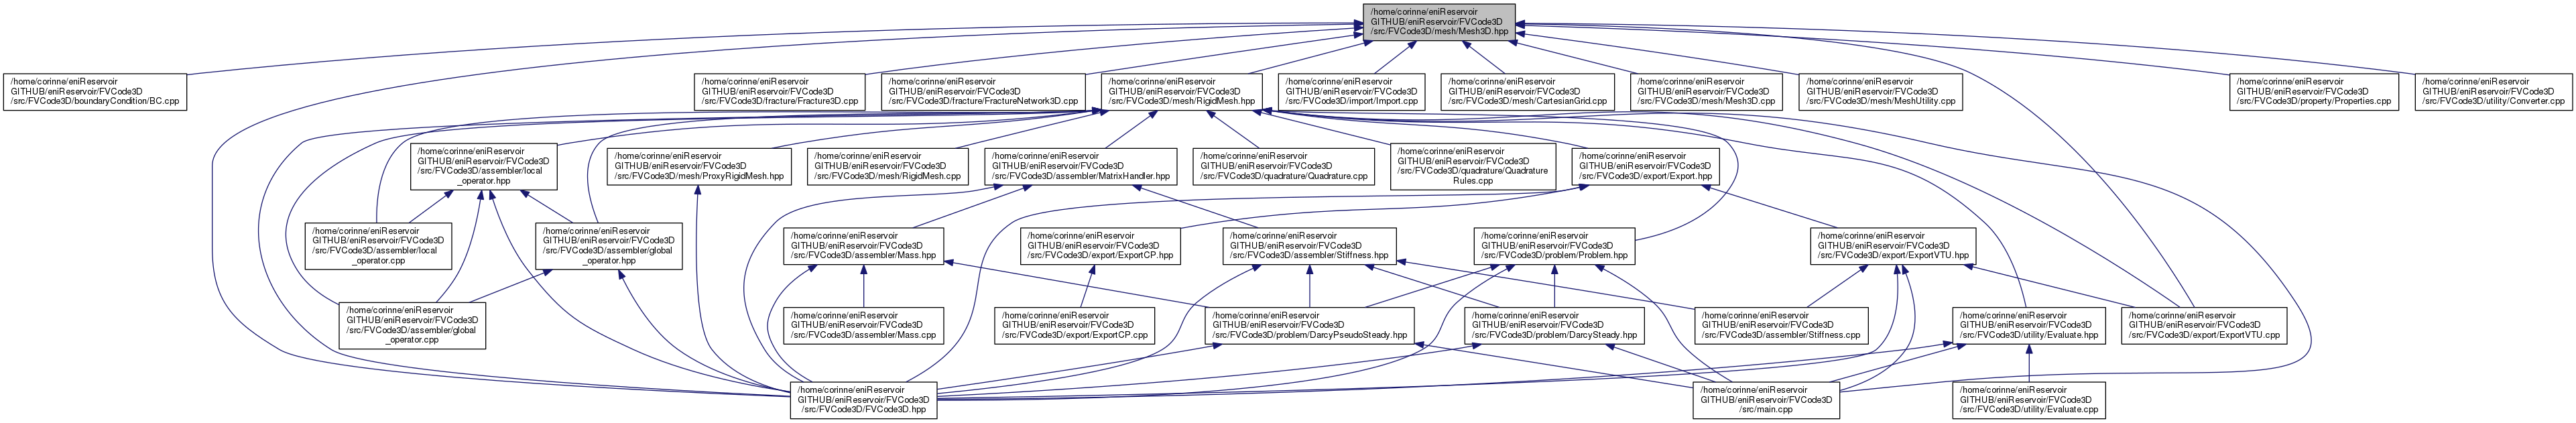 /home/corinne/eniReservoir
GITHUB/eniReservoir/FVCode3D
/src/FVCode3D/mesh/Mesh3D.hpp
/home/corinne/eniReservoir
GITHUB/eniReservoir/FVCode3D
/src/FVCode3D/boundaryCondition/BC.cpp
/home/corinne/eniReservoir
GITHUB/eniReservoir/FVCode3D
/src/FVCode3D/fracture/Fracture3D.cpp
/home/corinne/eniReservoir
GITHUB/eniReservoir/FVCode3D
/src/FVCode3D/fracture/FractureNetwork3D.cpp
/home/corinne/eniReservoir
GITHUB/eniReservoir/FVCode3D
/src/FVCode3D/mesh/RigidMesh.hpp
/home/corinne/eniReservoir
GITHUB/eniReservoir/FVCode3D
/src/FVCode3D/import/Import.cpp
/home/corinne/eniReservoir
GITHUB/eniReservoir/FVCode3D
/src/FVCode3D/mesh/CartesianGrid.cpp
/home/corinne/eniReservoir
GITHUB/eniReservoir/FVCode3D
/src/FVCode3D/mesh/Mesh3D.cpp
/home/corinne/eniReservoir
GITHUB/eniReservoir/FVCode3D
/src/FVCode3D/mesh/MeshUtility.cpp
/home/corinne/eniReservoir
GITHUB/eniReservoir/FVCode3D
/src/FVCode3D/property/Properties.cpp
/home/corinne/eniReservoir
GITHUB/eniReservoir/FVCode3D
/src/FVCode3D/utility/Converter.cpp
/home/corinne/eniReservoir
GITHUB/eniReservoir/FVCode3D
/src/FVCode3D/assembler/local
_operator.hpp
/home/corinne/eniReservoir
GITHUB/eniReservoir/FVCode3D
/src/FVCode3D/mesh/ProxyRigidMesh.hpp
/home/corinne/eniReservoir
GITHUB/eniReservoir/FVCode3D
/src/FVCode3D/mesh/RigidMesh.cpp
/home/corinne/eniReservoir
GITHUB/eniReservoir/FVCode3D
/src/FVCode3D/assembler/MatrixHandler.hpp
/home/corinne/eniReservoir
GITHUB/eniReservoir/FVCode3D
/src/FVCode3D/quadrature/Quadrature.cpp
/home/corinne/eniReservoir
GITHUB/eniReservoir/FVCode3D
/src/FVCode3D/quadrature/Quadrature
Rules.cpp
/home/corinne/eniReservoir
GITHUB/eniReservoir/FVCode3D
/src/FVCode3D/export/Export.hpp
/home/corinne/eniReservoir
GITHUB/eniReservoir/FVCode3D
/src/FVCode3D/assembler/local
_operator.cpp
/home/corinne/eniReservoir
GITHUB/eniReservoir/FVCode3D
/src/FVCode3D/assembler/global
_operator.hpp
/home/corinne/eniReservoir
GITHUB/eniReservoir/FVCode3D
/src/FVCode3D/assembler/Mass.hpp
/home/corinne/eniReservoir
GITHUB/eniReservoir/FVCode3D
/src/FVCode3D/export/ExportCP.hpp
/home/corinne/eniReservoir
GITHUB/eniReservoir/FVCode3D
/src/FVCode3D/assembler/Stiffness.hpp
/home/corinne/eniReservoir
GITHUB/eniReservoir/FVCode3D
/src/FVCode3D/problem/Problem.hpp
/home/corinne/eniReservoir
GITHUB/eniReservoir/FVCode3D
/src/FVCode3D/export/ExportVTU.hpp
/home/corinne/eniReservoir
GITHUB/eniReservoir/FVCode3D
/src/FVCode3D/assembler/global
_operator.cpp
/home/corinne/eniReservoir
GITHUB/eniReservoir/FVCode3D
/src/FVCode3D/assembler/Mass.cpp
/home/corinne/eniReservoir
GITHUB/eniReservoir/FVCode3D
/src/FVCode3D/export/ExportCP.cpp
/home/corinne/eniReservoir
GITHUB/eniReservoir/FVCode3D
/src/FVCode3D/problem/DarcyPseudoSteady.hpp
/home/corinne/eniReservoir
GITHUB/eniReservoir/FVCode3D
/src/FVCode3D/problem/DarcySteady.hpp
/home/corinne/eniReservoir
GITHUB/eniReservoir/FVCode3D
/src/FVCode3D/assembler/Stiffness.cpp
/home/corinne/eniReservoir
GITHUB/eniReservoir/FVCode3D
/src/FVCode3D/utility/Evaluate.hpp
/home/corinne/eniReservoir
GITHUB/eniReservoir/FVCode3D
/src/FVCode3D/export/ExportVTU.cpp
/home/corinne/eniReservoir
GITHUB/eniReservoir/FVCode3D
/src/FVCode3D/FVCode3D.hpp
/home/corinne/eniReservoir
GITHUB/eniReservoir/FVCode3D
/src/main.cpp
/home/corinne/eniReservoir
GITHUB/eniReservoir/FVCode3D
/src/FVCode3D/utility/Evaluate.cpp